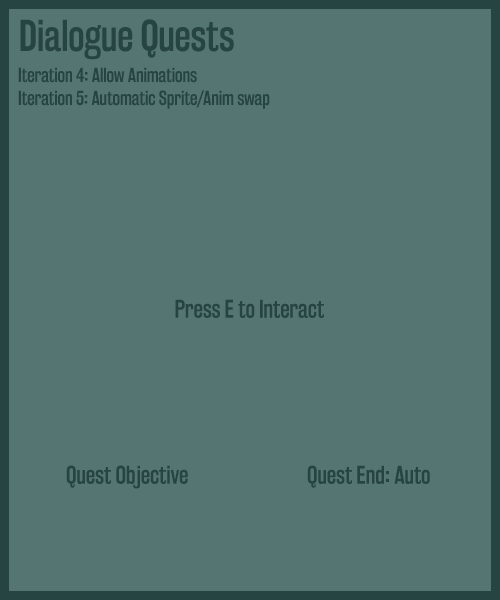 Dialogue Quests
Iteration 4: Allow Animations
Iteration 5: Automatic Sprite/Anim swap
Press E to Interact
Quest Objective
Quest End: Auto